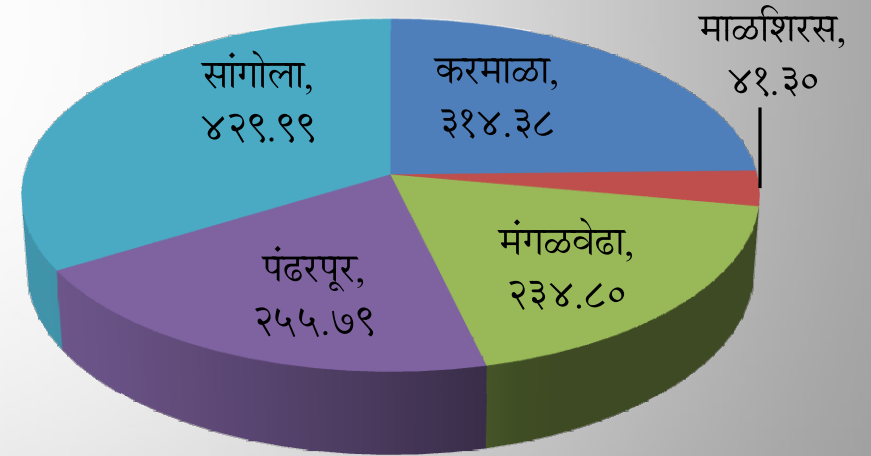 माळशिरस,
४१.३०
करमाळा,
३१४.३८
सांगोला,
४२९.९९
मंगळवेढा,
२३४.८०
पंढरपूर,
२५५.७९